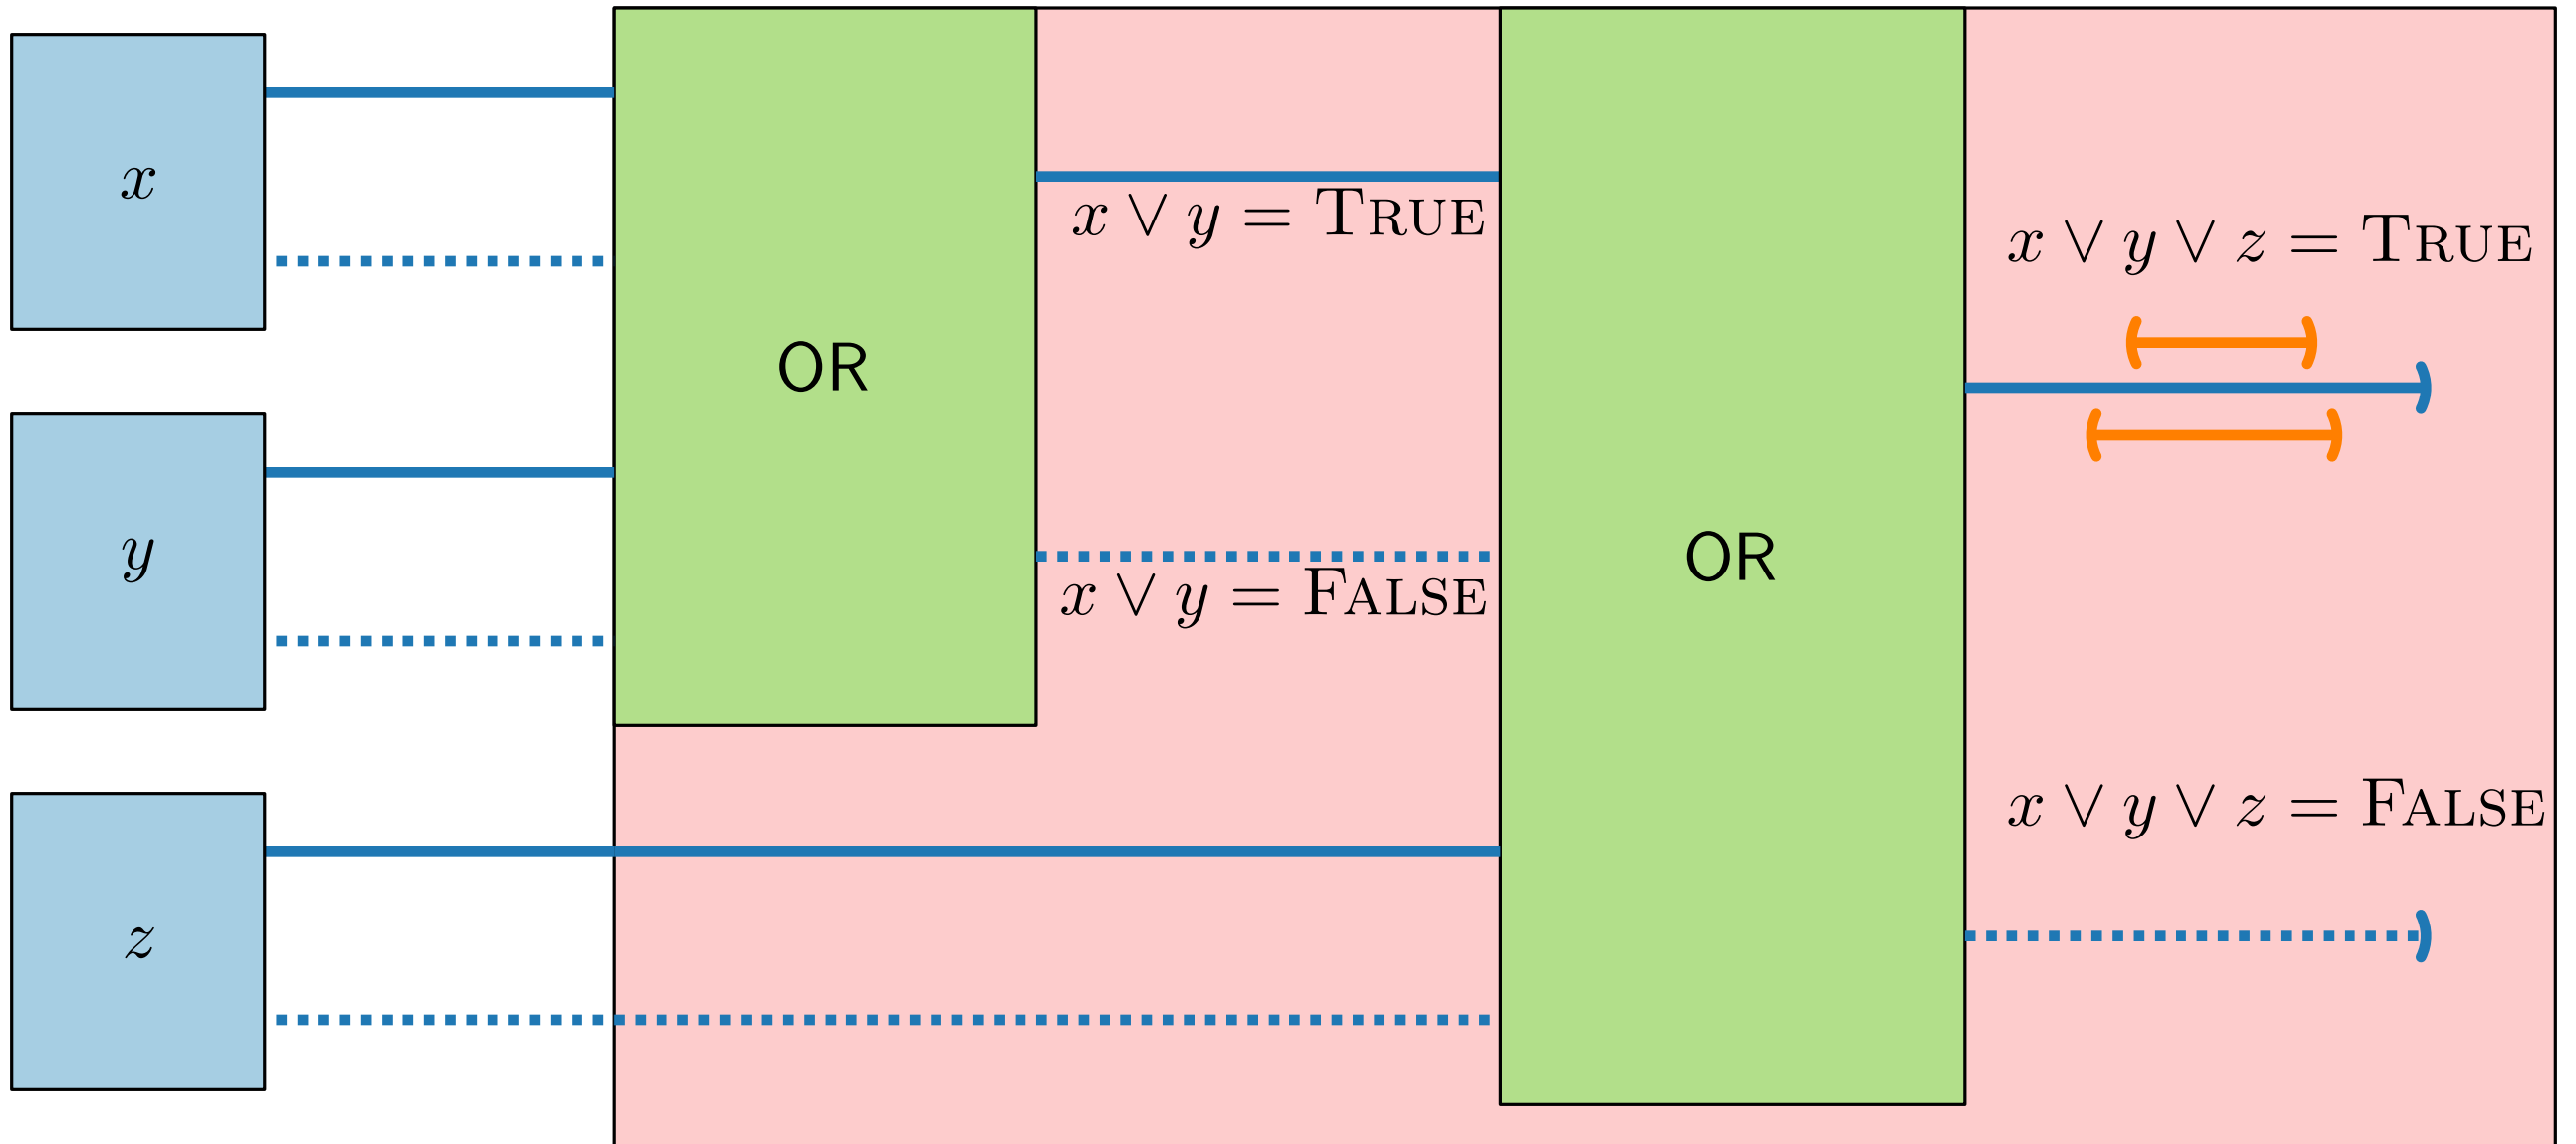 x
OR
x ∨ y = TRUE
x ∨ y ∨ z = TRUE
y
x ∨ y = FALSE
OR
z
x ∨ y ∨ z = FALSE